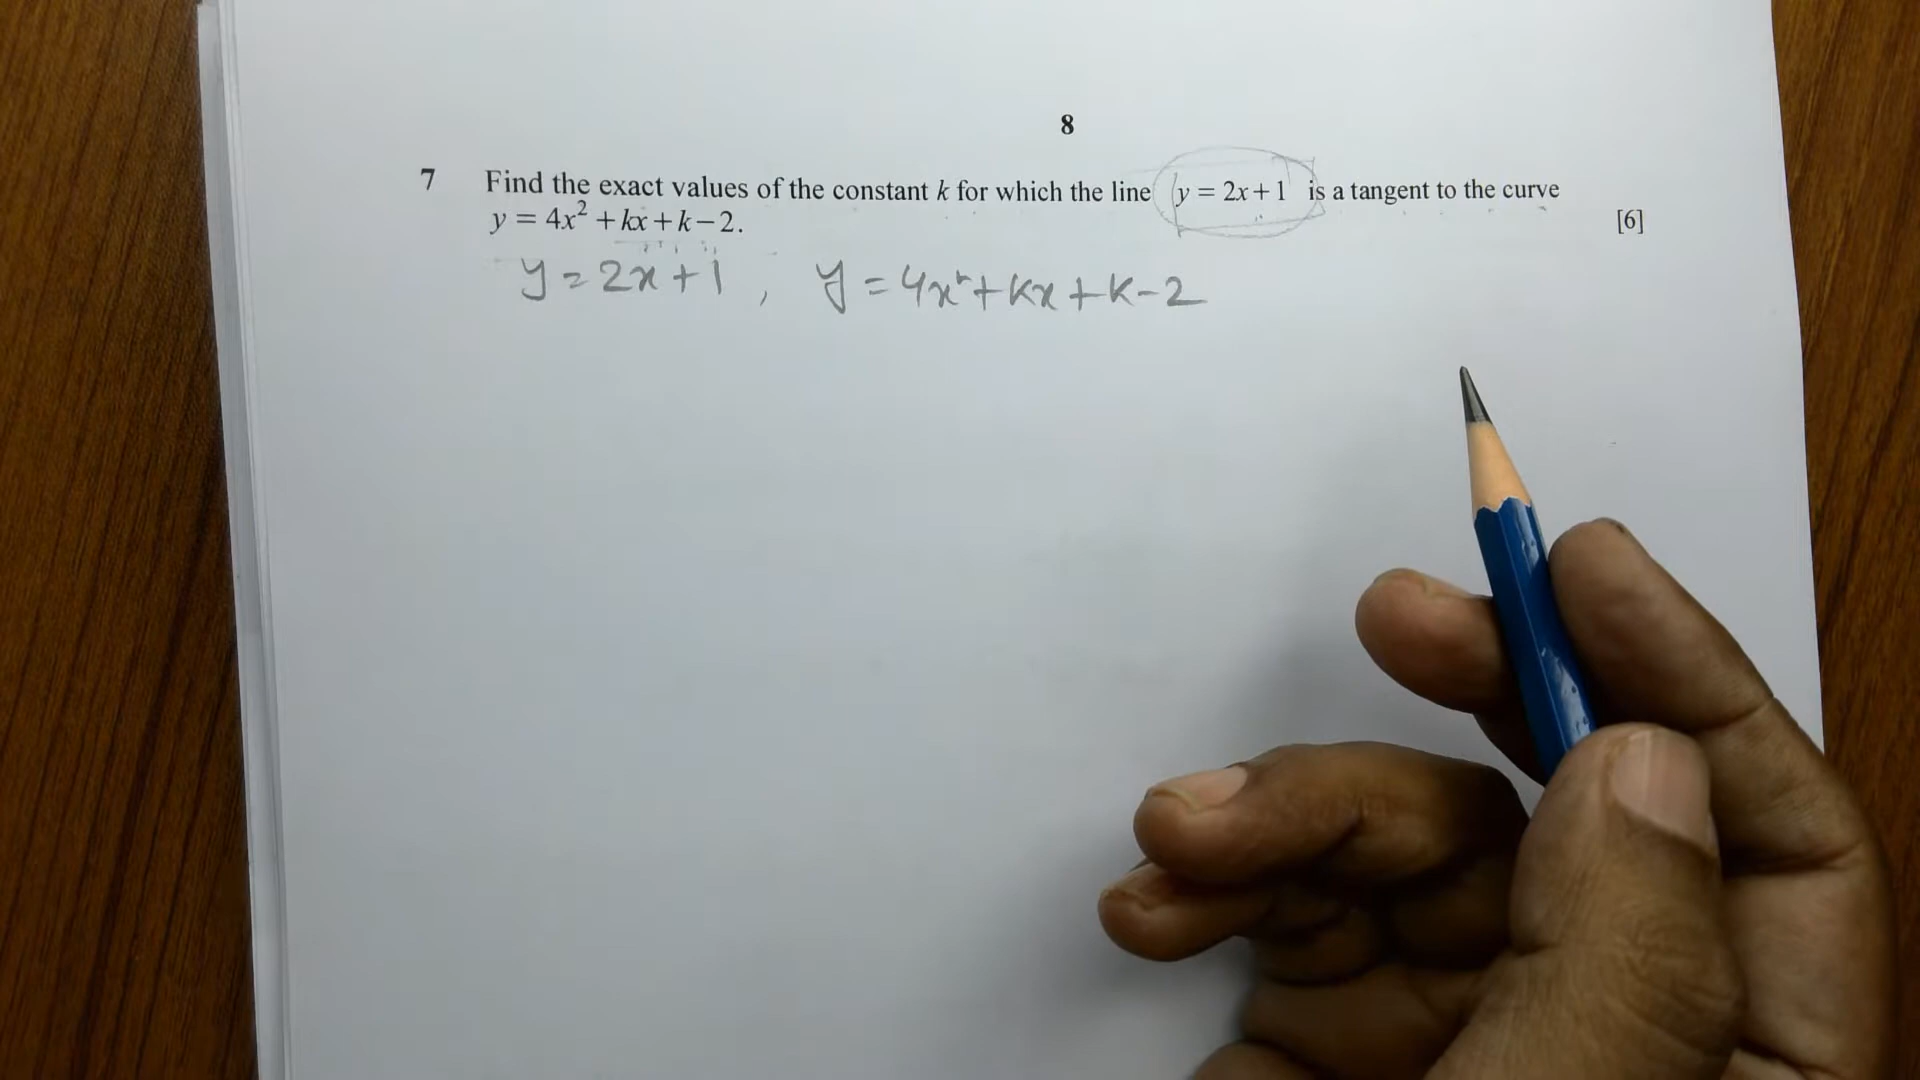 8
7 Find the exact values of the constant k for which the line y = 2x+1 is a tangent to the curve
y = 4x² + kx + k − 2. [6]
y = 2x + 1 , y = 4x² + kx + k − 2